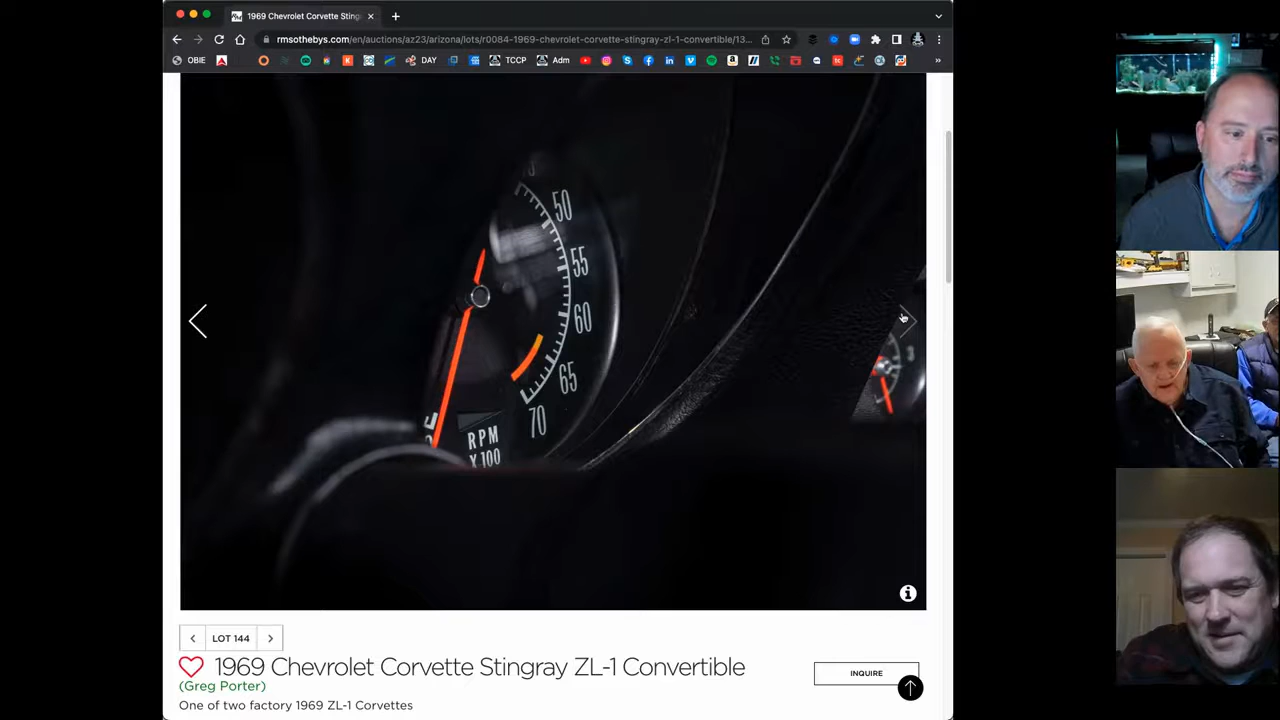 1969 Chevrolet Corvette Sting
rmsothebys.com/en/auctions/az23/arizona/lots/r0084-1969-chevrolet-corvette-stingray-zl-1-convertible/13...
OBIE
DAY
TCCP
Adm
»
50
55
60
65
70
RPM
X 100
3
LOT 144
1969 Chevrolet Corvette Stingray ZL-1 Convertible
INQUIRE
(Greg Porter)
One of two factory 1969 ZL-1 Corvettes